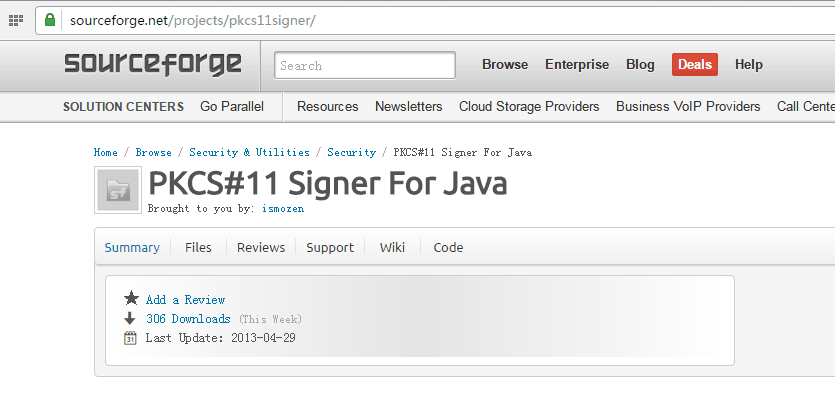 sourceforge.net/projects/pkcs11signer/
sourceforge Search Browse Enterprise Blog Deals Help
SOLUTION CENTERS Go Parallel Resources Newsletters Cloud Storage Providers Business VoIP Providers Call Cente
Home / Browse / Security & Utilities / Security / PKCS#11 Signer For Java
PKCS#11 Signer For Java
Brought to you by: ismozen
Summary Files Reviews Support Wiki Code
Add a Review
306 Downloads (This Week)
Last Update: 2013-04-29